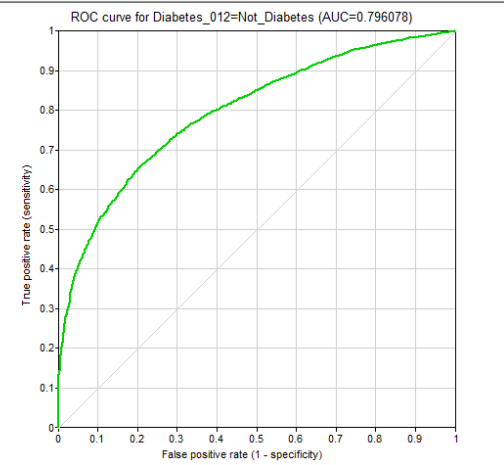 ROC curve for Diabetes_012=Not_Diabetes (AUC=0.796078)
1
0.9
0.8
0.7
0.6
0.5
0.4
0.3
0.2
0.1
0
True positive rate (sensitivity)
0 0.1 0.2 0.3 0.4 0.5 0.6 0.7 0.8 0.9 1
False positive rate (1 - specificity)